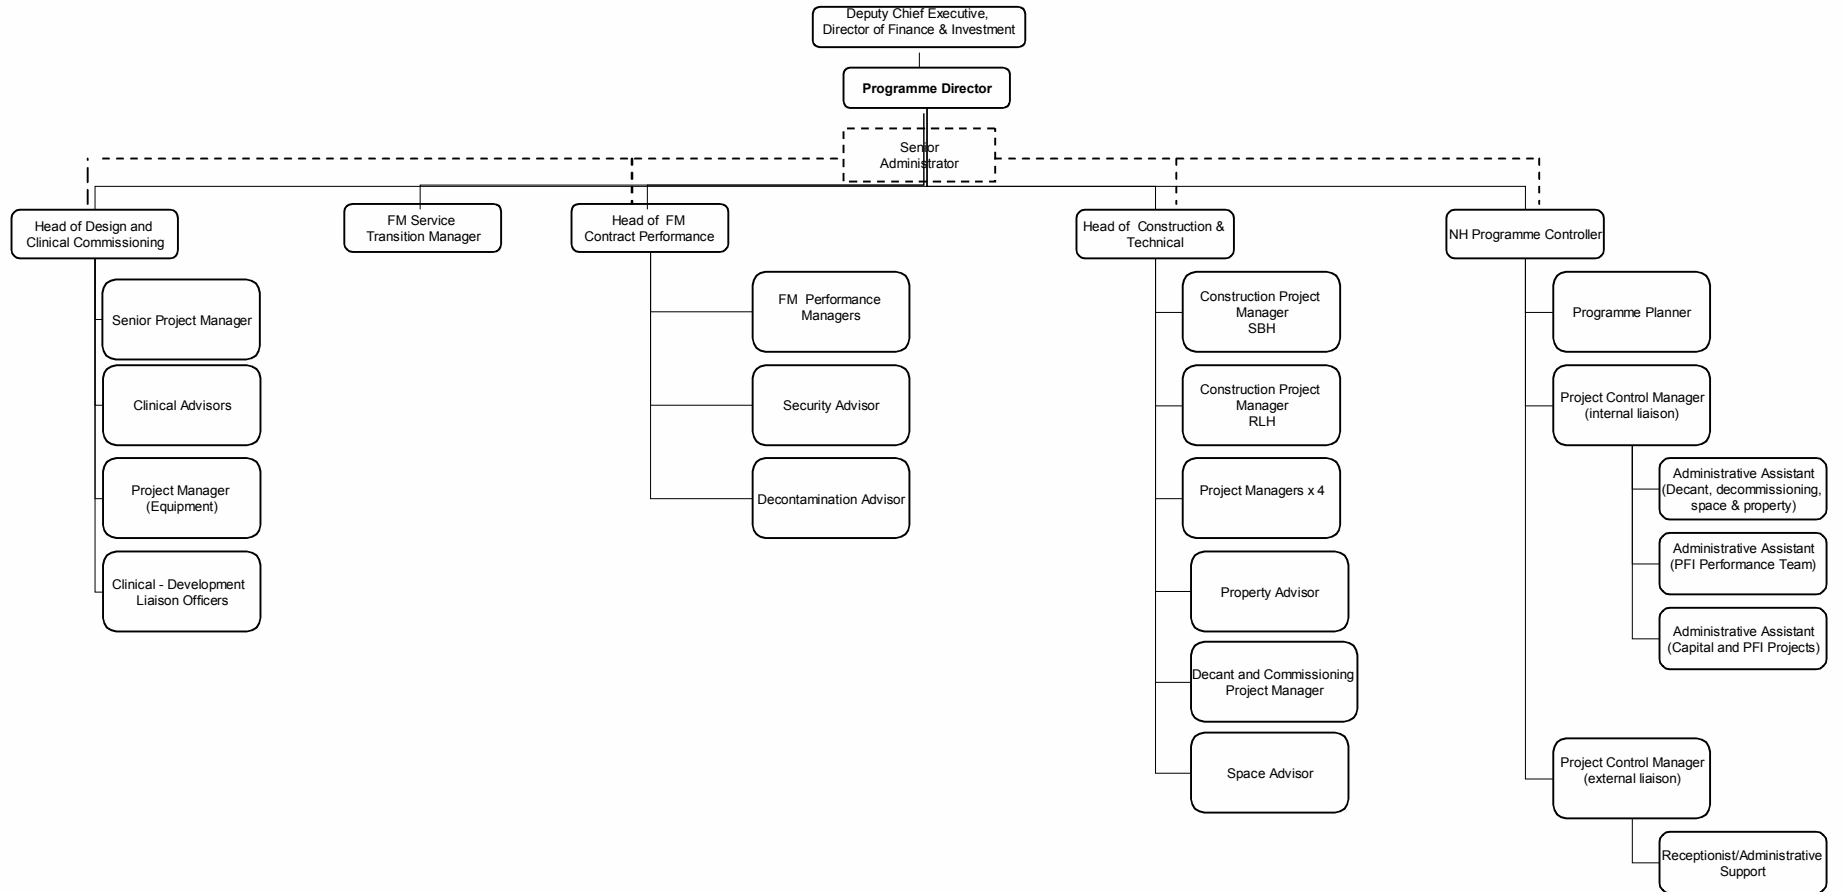 Deputy Chief Executive,
Director of Finance & Investment
Programme Director
Senior
Administrator
Head of Design and
Clinical Commissioning
FM Service
Transition Manager
Head of FM
Contract Performance
Head of Construction &
Technical
NH Programme Controller
Senior Project Manager
Clinical Advisors
Project Manager
(Equipment)
Clinical - Development
Liaison Officers
FM Performance
Managers
Security Advisor
Decontamination Advisor
Construction Project
Manager
SBH
Construction Project
Manager
RLH
Project Managers x 4
Property Advisor
Decant and Commissioning
Project Manager
Space Advisor
Programme Planner
Project Control Manager
(internal liaison)
Administrative Assistant
(Decant, decommissioning,
space & property)
Administrative Assistant
(PFI Performance Team)
Administrative Assistant
(Capital and PFI Projects)
Project Control Manager
(external liaison)
Receptionist/Administrative
Support